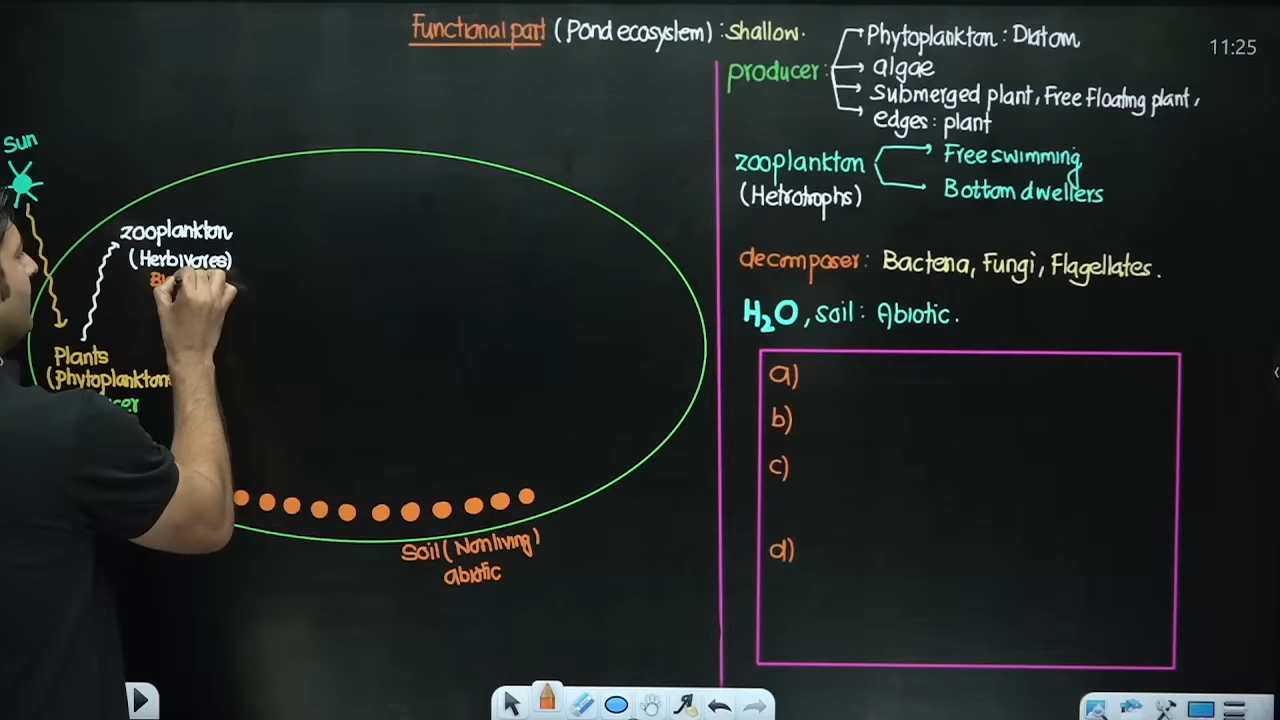 Functional part (Pond ecosystem) : shallow.
11:25
producer :
Phytoplankton : Diatom
algae
Submerged plant, Free Floating plant,
edges : plant
zooplankton
(Hetrotrophs)
Free swimming
Bottom dwellers
decomposer : Bacteria, Fungi, Flagellates.
H₂O, soil : Abiotic.
a)
b)
c)
d)
Sun
zooplankton
(Herbivores)
Plants
(Phytoplankton
Soil (Nonliving)
abiotic